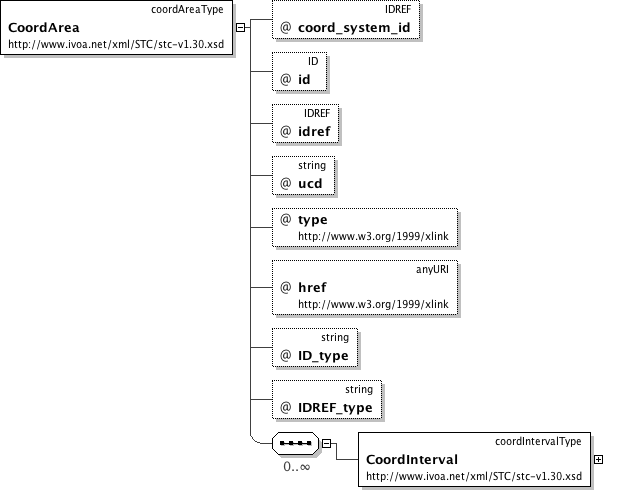 coordAreaType
CoordArea
http://www.ivoa.net/xml/STC/stc-v1.30.xsd
IDREF
@ coord_system_id
ID
@ id
IDREF
@ idref
string
@ ucd
@ type
http://www.w3.org/1999/xlink
anyURI
@ href
http://www.w3.org/1999/xlink
string
@ ID_type
string
@ IDREF_type
0..∞
coordIntervalType
CoordInterval
http://www.ivoa.net/xml/STC/stc-v1.30.xsd